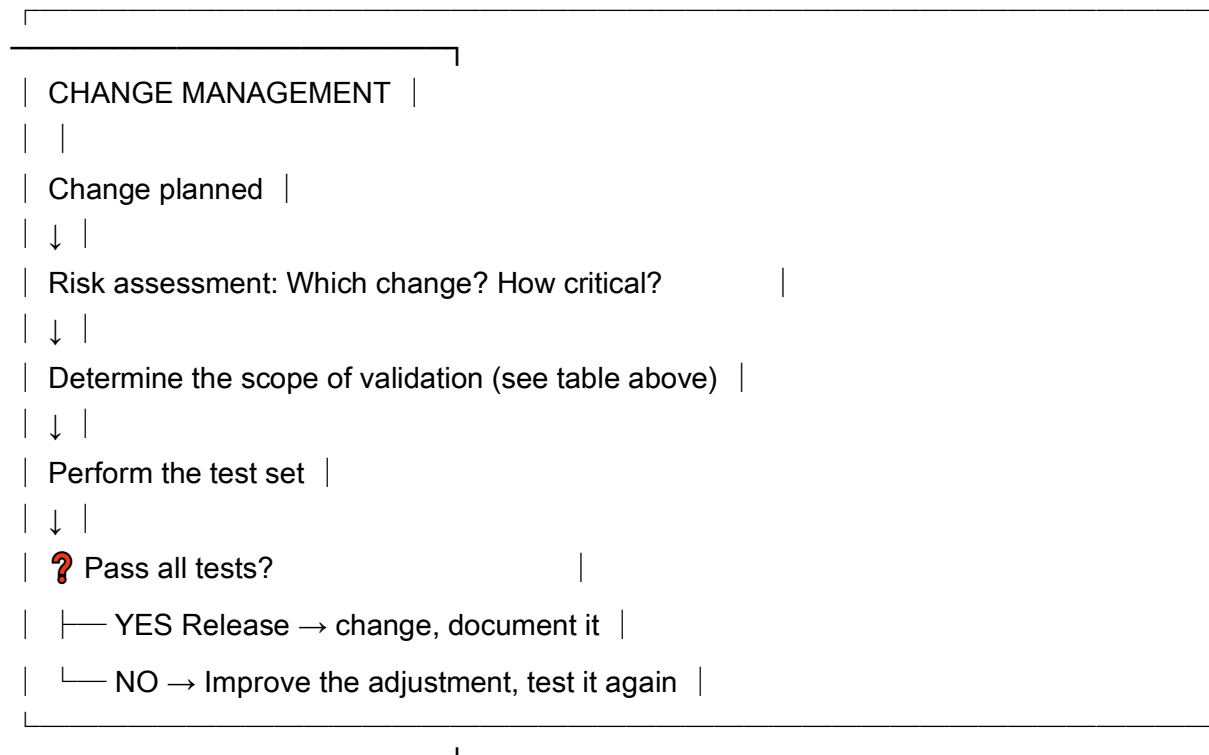 ┌──────────────────────────────────────────
─────────────────────┐
│ CHANGE MANAGEMENT │
│ │
│ Change planned │
│ ↓ │
│ Risk assessment: Which change? How critical? │
│ ↓ │
│ Determine the scope of validation (see table above) │
│ ↓ │
│ Perform the test set │
│ ↓ │
│ ❓ Pass all tests? │
│ ├── YES Release → change, document it │
│ └── NO → Improve the adjustment, test it again │
└──────────────────────────────────────────